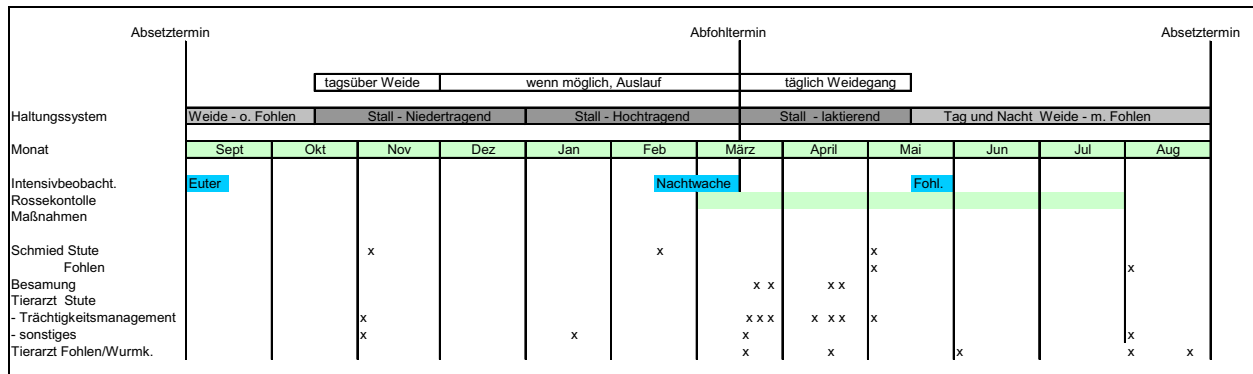 Absetztermin Abfohltermin Absetztermin
tagsüber Weide wenn möglich, Auslauf täglich Weidegang
Haltungssystem Weide - o. Fohlen Stall - Niedertragend Stall - Hochtragend Stall - laktierend Tag und Nacht Weide - m. Fohlen
Monat Sept Okt Nov Dez Jan Feb März April Mai Jun Jul Aug
Intensivbeobacht. Euter Nachtwache Fohl.
Rossekontolle
Maßnahmen
Schmied Stute x x x
Fohlen x x
Besamung x x x x
Tierarzt Stute
- Trächtigkeitsmanagement x x x x x x x x
- sonstiges x x x x
Tierarzt Fohlen/Wurmk. x x x x x